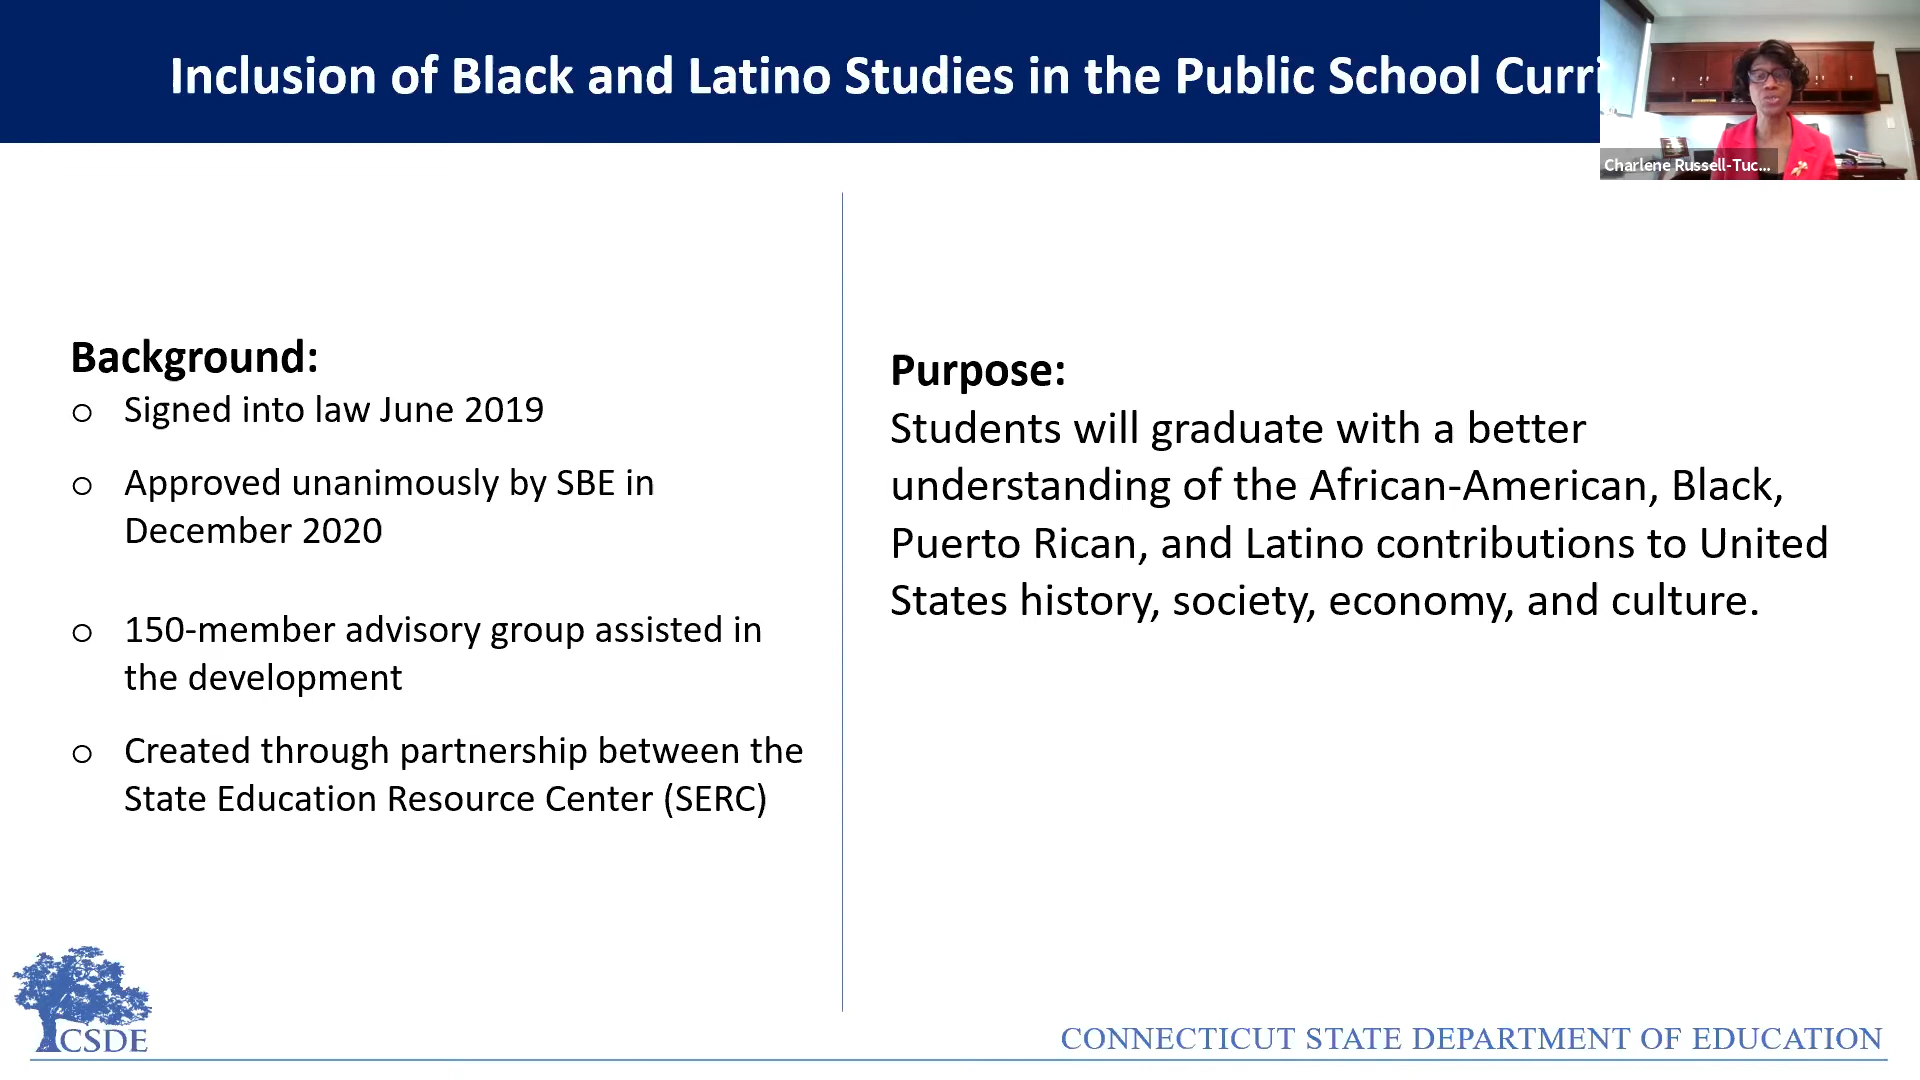 Inclusion of Black and Latino Studies in the Public School Curri
Charlene Russell-Tuc...
Background:
o Signed into law June 2019
o Approved unanimously by SBE in
December 2020
o 150-member advisory group assisted in
the development
o Created through partnership between the
State Education Resource Center (SERC)
Purpose:
Students will graduate with a better
understanding of the African-American, Black,
Puerto Rican, and Latino contributions to United
States history, society, economy, and culture.
CSDE
CONNECTICUT STATE DEPARTMENT OF EDUCATION